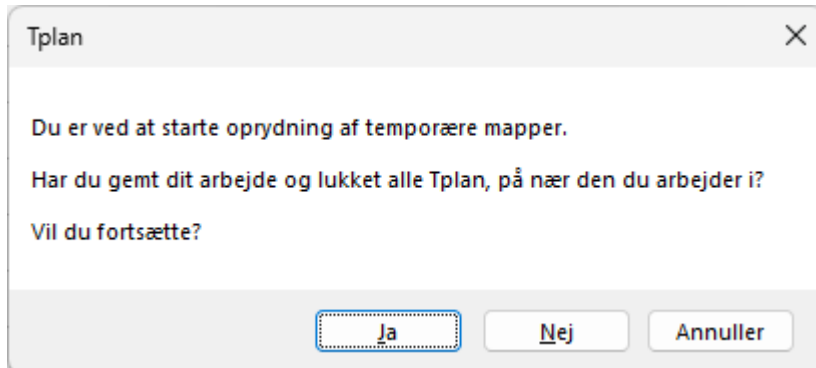 Tplan
Du er ved at starte oprydning af temporære mapper.
Har du gemt dit arbejde og lukket alle Tplan, på nær den du arbejder i?
Vil du fortsætte?
Ja
Nej
Annuller